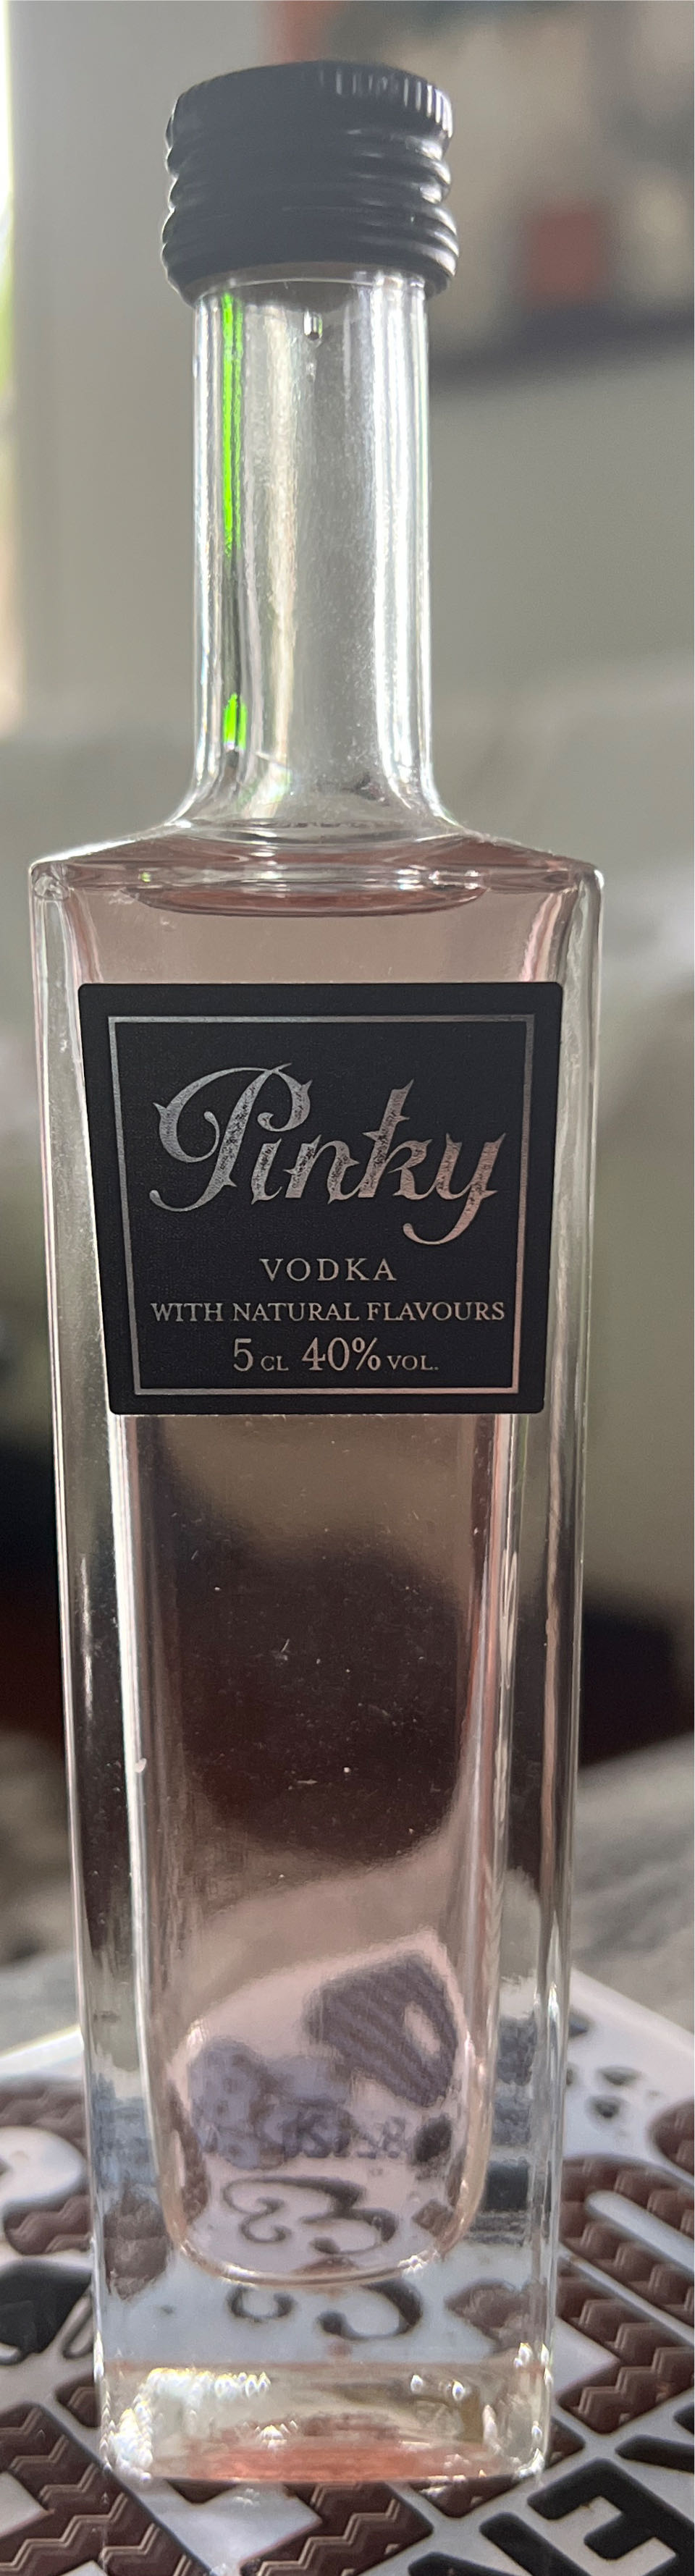 Pinky
VODKA
WITH NATURAL FLAVOURS
5 CL 40% VOL.